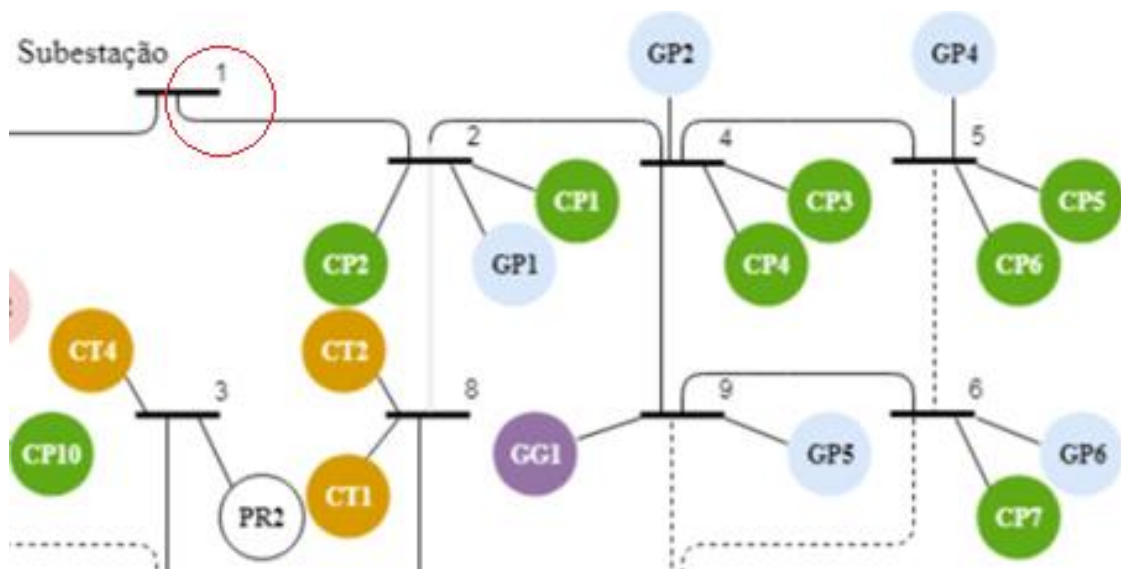 Subestação
1
GP2
GP4
2
4
5
CP1
CP3
CP5
CP2
GP1
CP4
CP6
CT4
CT2
3
8
9
6
CP10
GG1
GP5
GP6
CT1
PR2
CP7